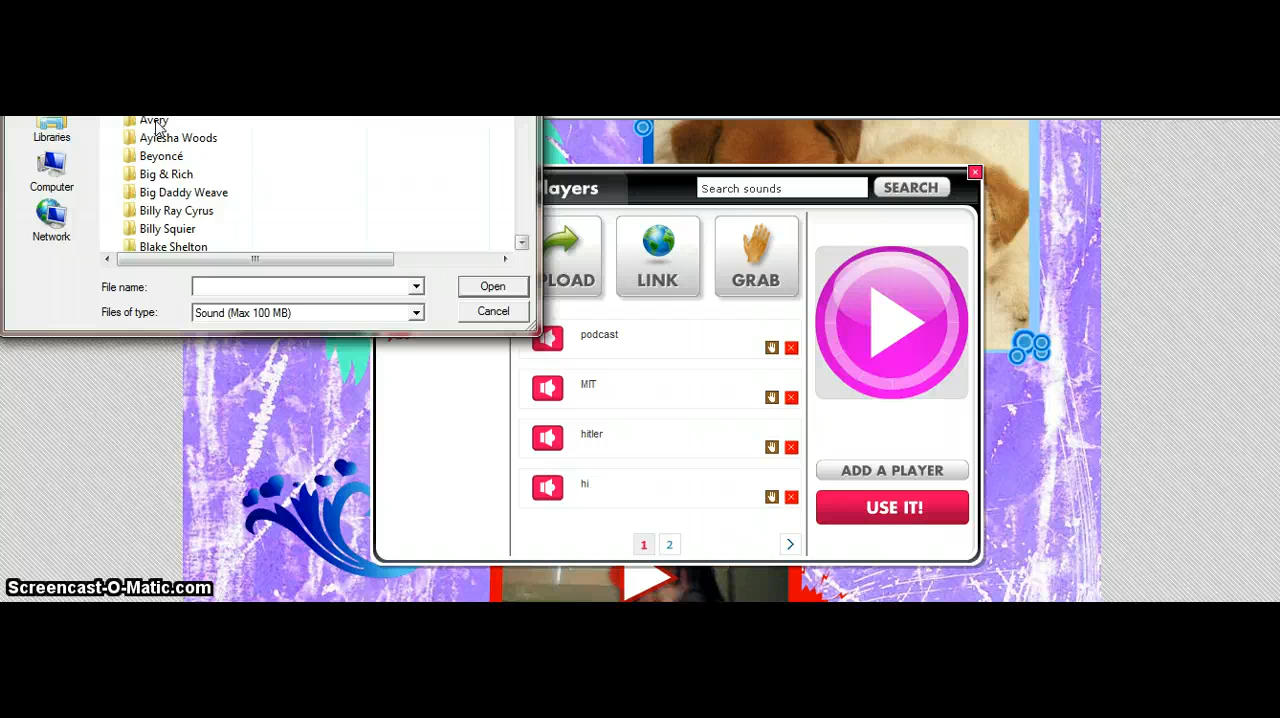 Avery
Libraries
Ayiesha Woods
Beyoncé
Computer
Big & Rich
Big Daddy Weave
Billy Ray Cyrus
Network
Billy Squier
Blake Shelton
File name:
Open
Files of type:
Sound (Max 100 MB)
Cancel
layers
Search sounds
SEARCH
PLOAD
LINK
GRAB
podcast
MIT
hitler
hi
1
2
ADD A PLAYER
USE IT!
Screencast-O-Matic.com